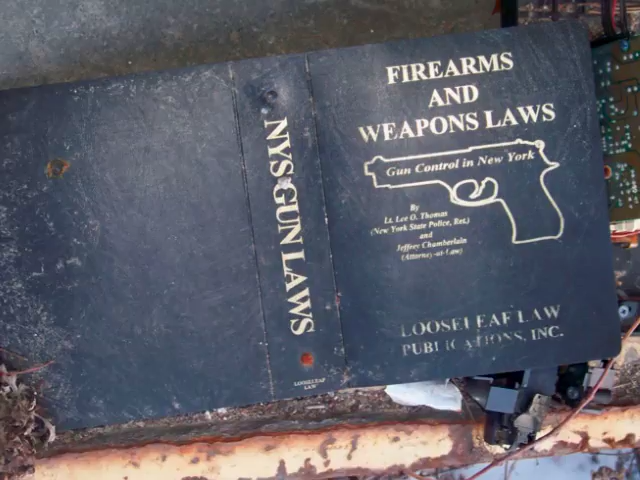 FIREARMS
AND
WEAPONS LAWS
Gun Control in New York
By
Lt. Lee O. Thomas
(New York State Police, Ret.)
and
Jeffrey Chamberlain
(Attorney-at-Law)
LOOSELEAF LAW
PUBLICATIONS, INC.
NYS GUN LAWS
LOOSELEAF
LAW